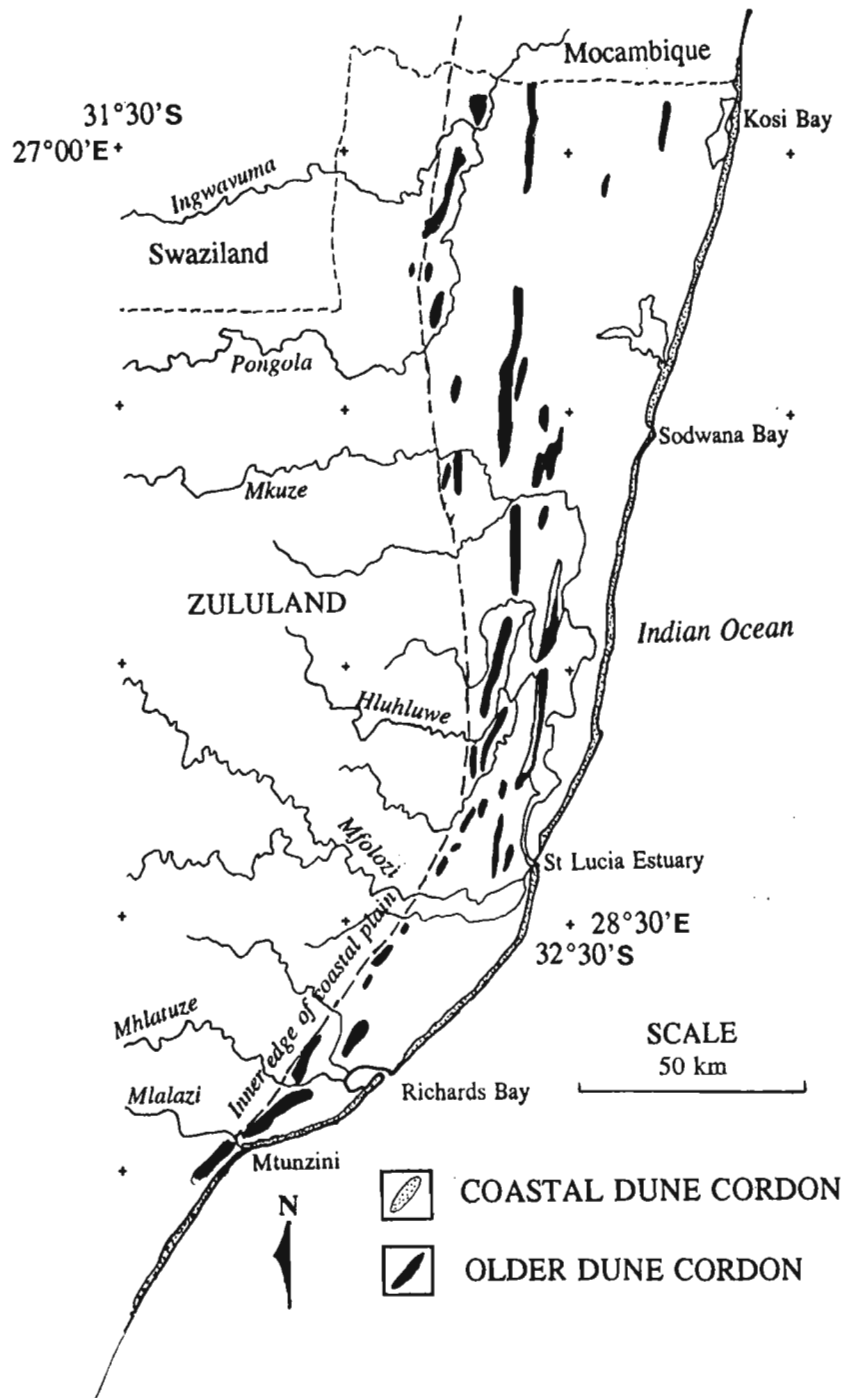 Mocambique
31°30'S
Kosi Bay
27°00'E
Ingwavuma
Swaziland
Pongola
Sodwana Bay
Mkuze
ZULULAND
Indian Ocean
Hluhluwe
Mfolozi
St Lucia Estuary
28°30'E
32°30'S
Inner edge of coastal plain
Mhlatuze
SCALE
50 km
Mlalazi
Richards Bay
Mtunzini
COASTAL DUNE CORDON
N
OLDER DUNE CORDON